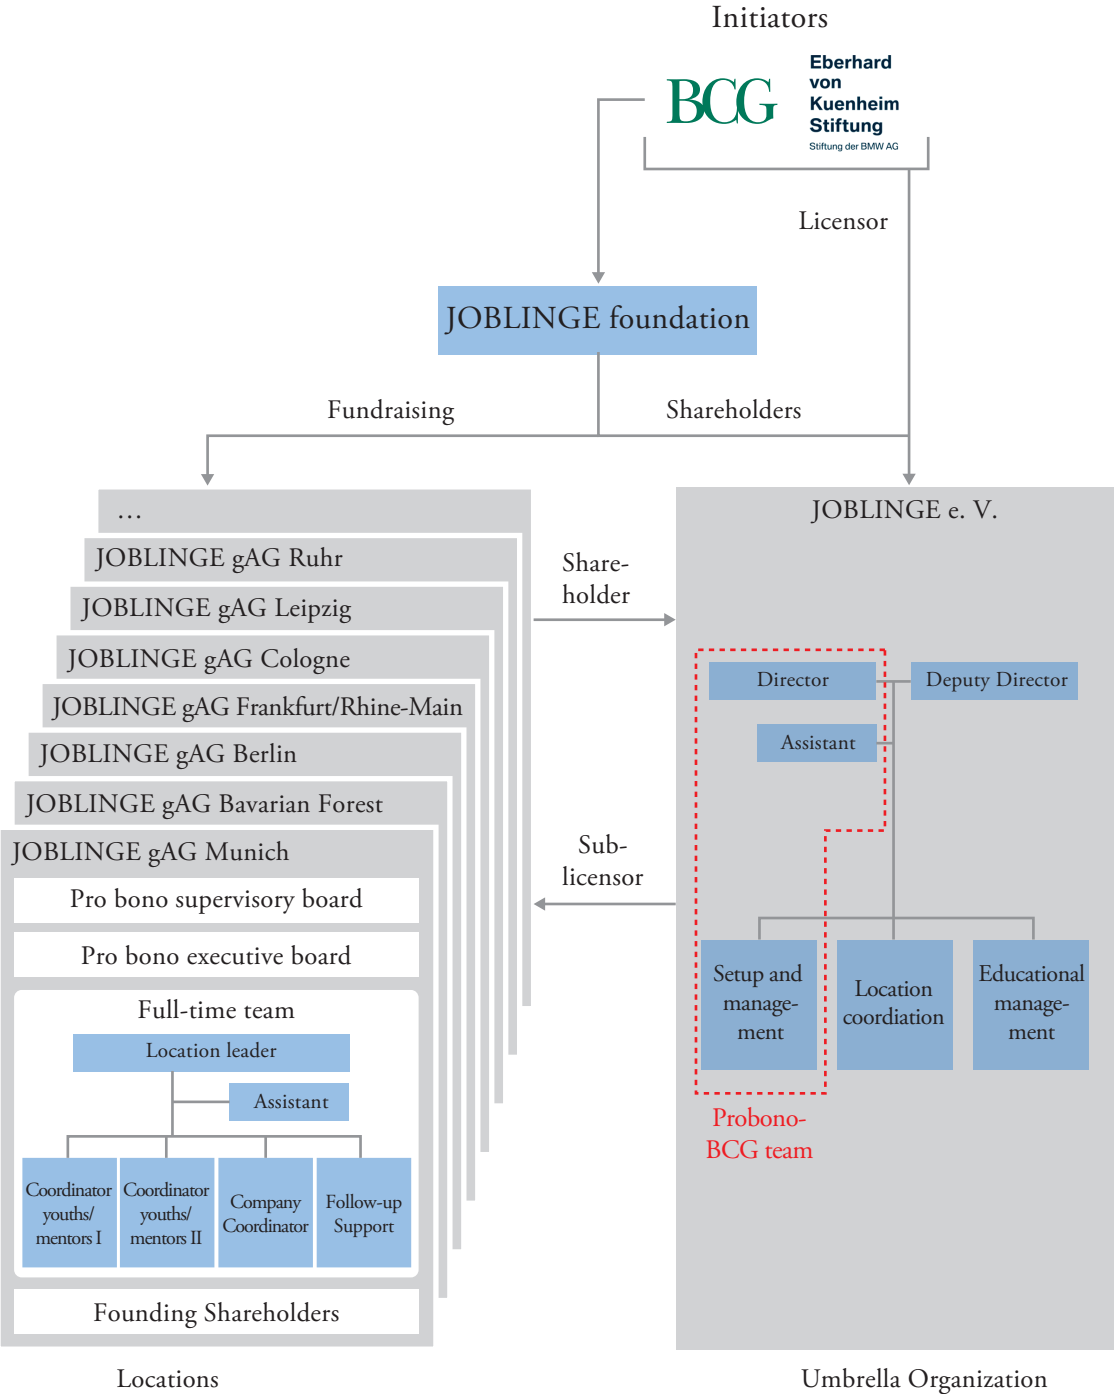 Initiators
BCG
Eberhard
von
Kuenheim
Stiftung
Stiftung der BMW AG
Licensor
JOBLINGE foundation
Fundraising
Shareholders
...
JOBLINGE gAG Ruhr
JOBLINGE gAG Leipzig
JOBLINGE gAG Cologne
JOBLINGE gAG Frankfurt/Rhine-Main
JOBLINGE gAG Berlin
JOBLINGE gAG Bavarian Forest
JOBLINGE gAG Munich
Pro bono supervisory board
Pro bono executive board
Full-time team
Location leader
Assistant
Coordinator
youths/
mentors I
Coordinator
youths/
mentors II
Company
Coordinator
Follow-up
Support
Founding Shareholders
Locations
Share-
holder
Sub-
licensor
JOBLINGE e. V.
Director
Deputy Director
Assistant
Setup and
manage-
ment
Location
coordiation
Educational
manage-
ment
Probono-
BCG team
Umbrella Organization